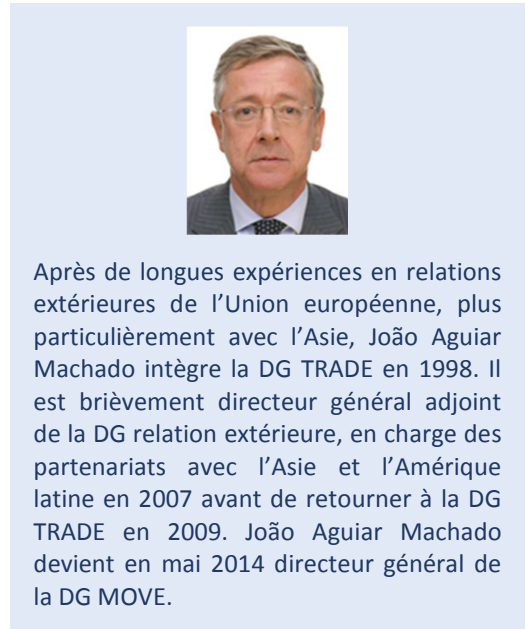 Après de longues expériences en relations
extérieures de l’Union européenne, plus
particulièrement avec l’Asie, João Aguiar
Machado intègre la DG TRADE en 1998. Il
est brièvement directeur général adjoint
de la DG relation extérieure, en charge des
partenariats avec l’Asie et l’Amérique
latine en 2007 avant de retourner à la DG
TRADE en 2009. João Aguiar Machado
devient en mai 2014 directeur général de
la DG MOVE.